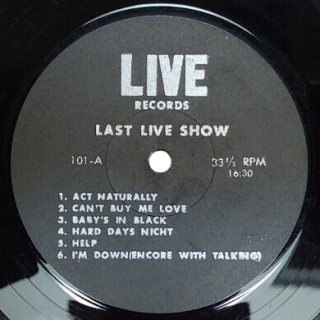 LIVE
RECORDS
LAST LIVE SHOW
101-A
33⅓ RPM
16:30
1. ACT NATURALLY
2. CAN'T BUY ME LOVE
3. BABY'S IN BLACK
4. HARD DAYS NICHT
5. HELP
6. I'M DOWN(ENCORE WITH TALKING)